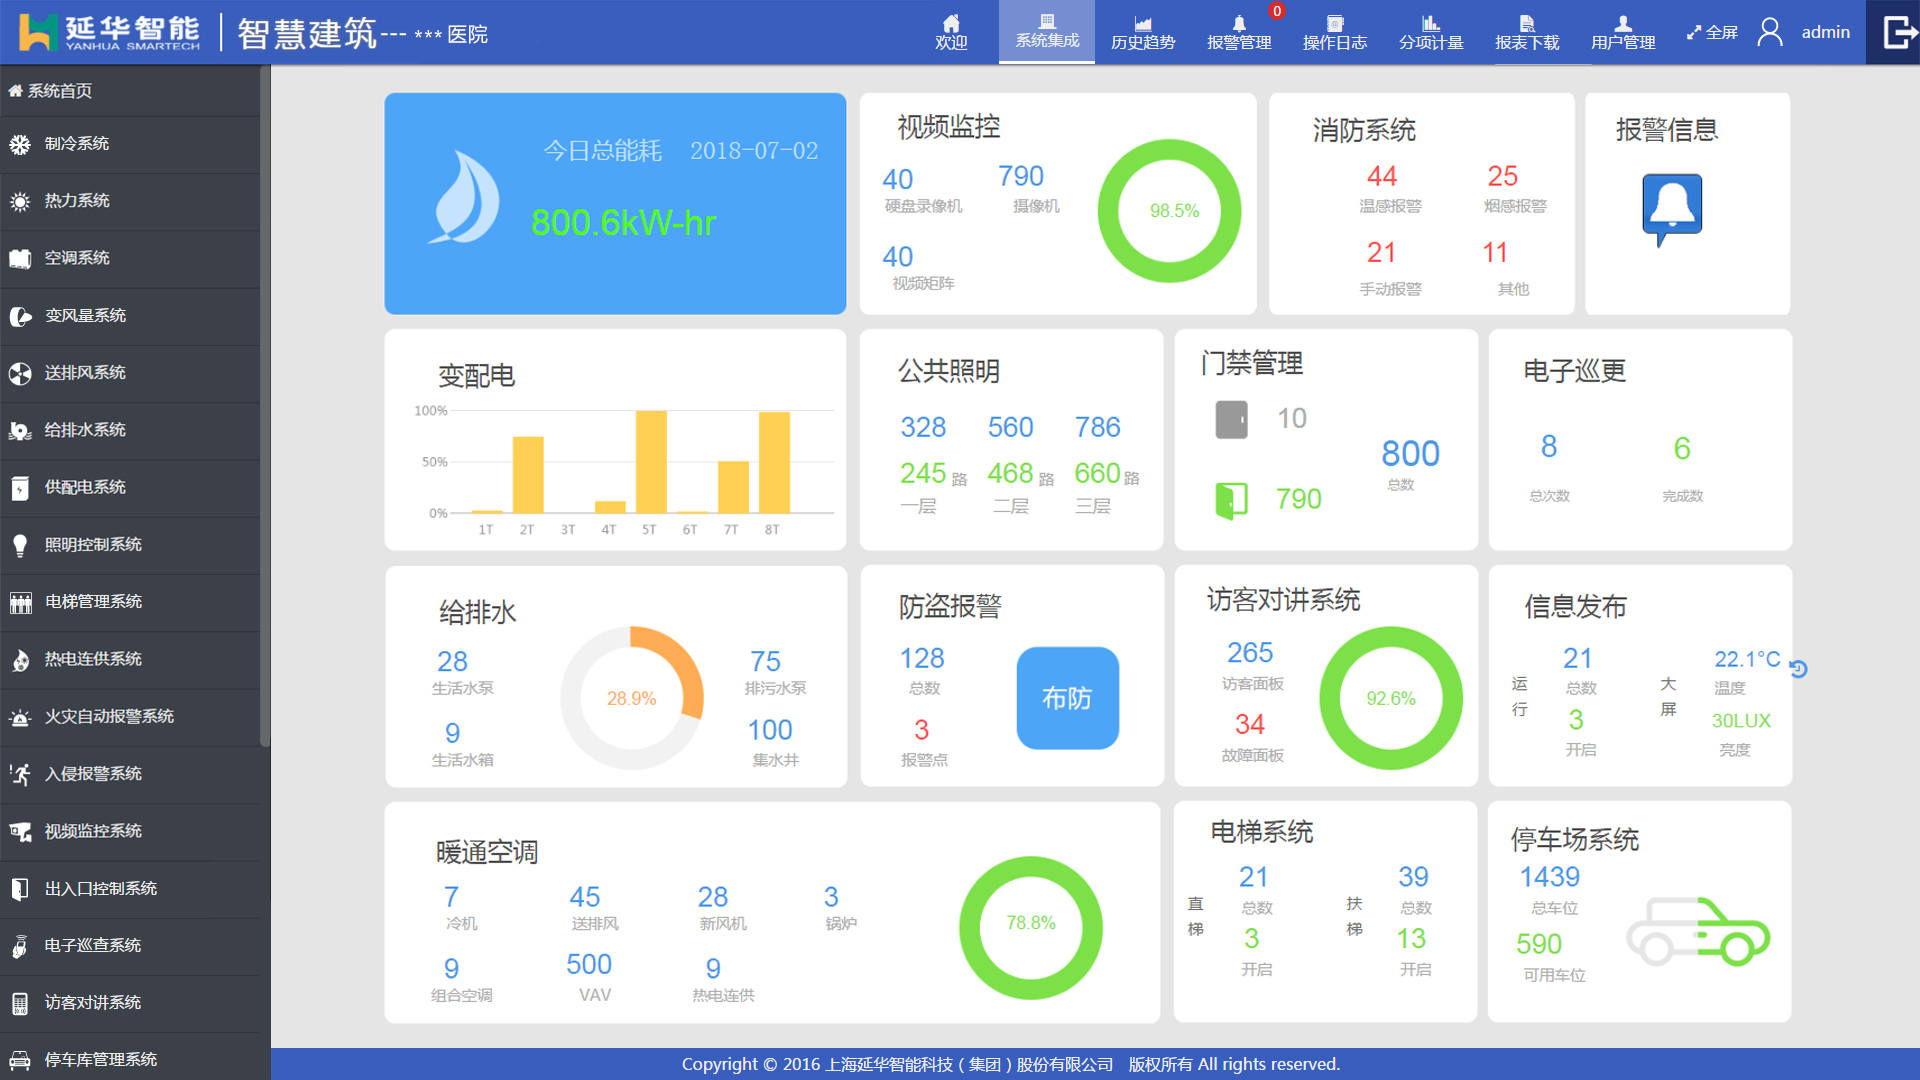 延华智能
YANHUA SMARTECH
智慧建筑--- *** 医院
欢迎
系统集成
历史趋势
报警管理
0
操作日志
分项计量
报表下载
用户管理
全屏
admin
系统首页
制冷系统
热力系统
空调系统
变风量系统
送排风系统
给排水系统
供配电系统
照明控制系统
电梯管理系统
热电连供系统
火灾自动报警系统
入侵报警系统
视频监控系统
出入口控制系统
电子巡查系统
访客对讲系统
停车库管理系统
今日总能耗 2018-07-02
800.6kW-hr
视频监控
40 790
硬盘录像机 摄像机
40
视频矩阵
98.5%
消防系统
44 25
温感报警 烟感报警
21 11
手动报警 其他
报警信息
变配电
100%
50%
0%
1T 2T 3T 4T 5T 6T 7T 8T
公共照明
328 560 786
245 路 468 路 660 路
一层 二层 三层
门禁管理
10
790
800
总数
电子巡更
8 6
总次数 完成数
给排水
28
生活水泵
9
生活水箱
28.9%
75
排污水泵
100
集水井
防盗报警
128
总数
3
报警点
布防
访客对讲系统
265
访客面板
34
故障面板
92.6%
信息发布
运行
21
总数
3
开启
大屏
22.1°C
温度
30LUX
亮度
暖通空调
7 45 28 3
冷机 送排风 新风机 锅炉
9 500 9
组合空调 VAV 热电连供
78.8%
电梯系统
直梯
21
总数
3
开启
扶梯
39
总数
13
开启
停车场系统
1439
总车位
590
可用车位
Copyright © 2016 上海延华智能科技（集团）股份有限公司 版权所有 All rights reserved.